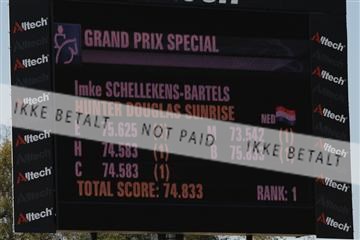 Alltech
GRAND PRIX SPECIAL
Imke SCHELLEKENS-BARTELS
HUNTER DOUGLAS SUNRISE
NED
E 75.625 M 73.542 (1)
H 74.583 (1) B
C 74.583
TOTAL SCORE: 74.833 RANK: 1
IKKE BETALT NOT PAID IKKE BETALT
Alltech
Alltech
Alltech
Alltech
Alltech
Alltech
Alltech
Alltech
Alltech
Alltech
Alltech
Alltech